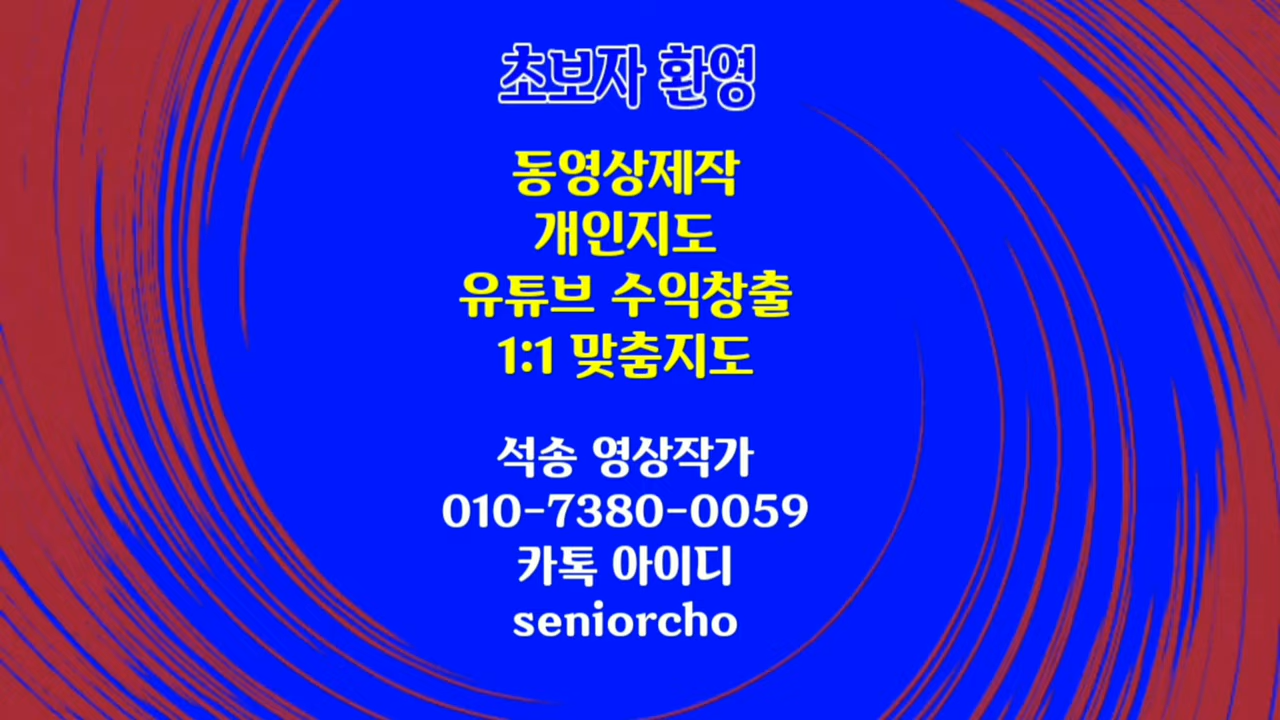 초보자 환영
동영상제작
개인지도
유튜브 수익창출
1:1 맞춤지도
석송 영상작가
010-7380-0059
카톡 아이디
seniorcho